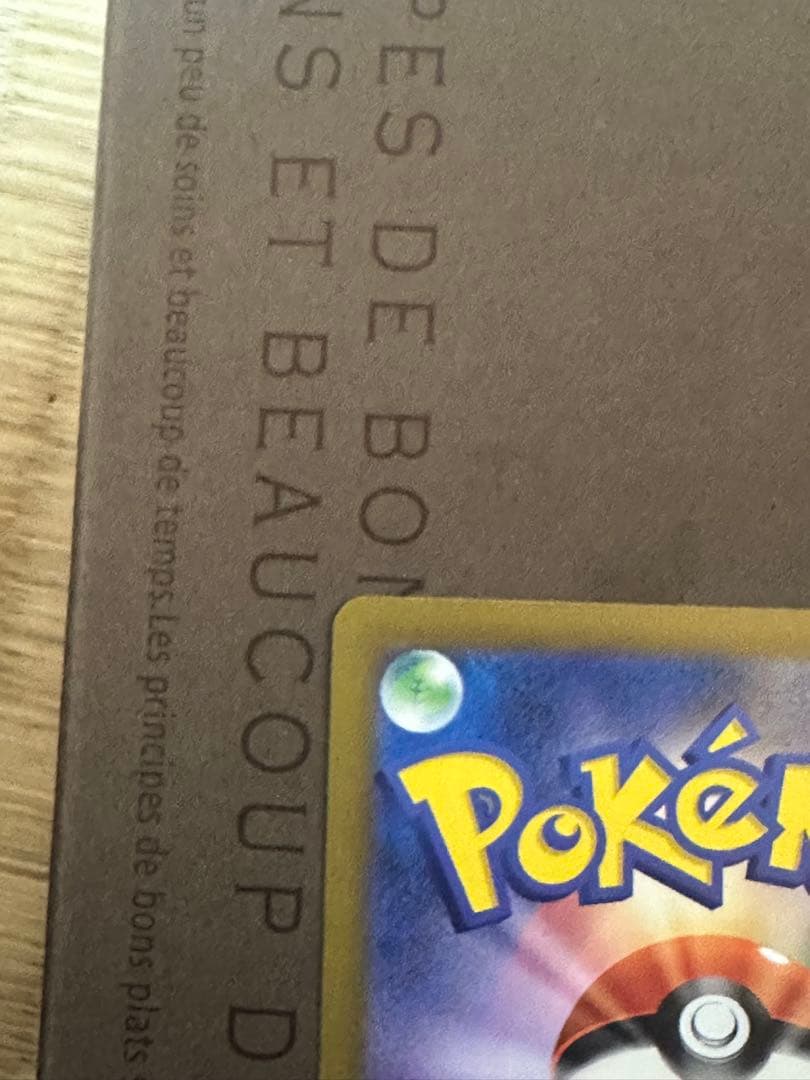 PES DE BON
NS ET BEAUCOUP D
un peu de soins et beaucoup de temps.Les principes de bons plats
Poké